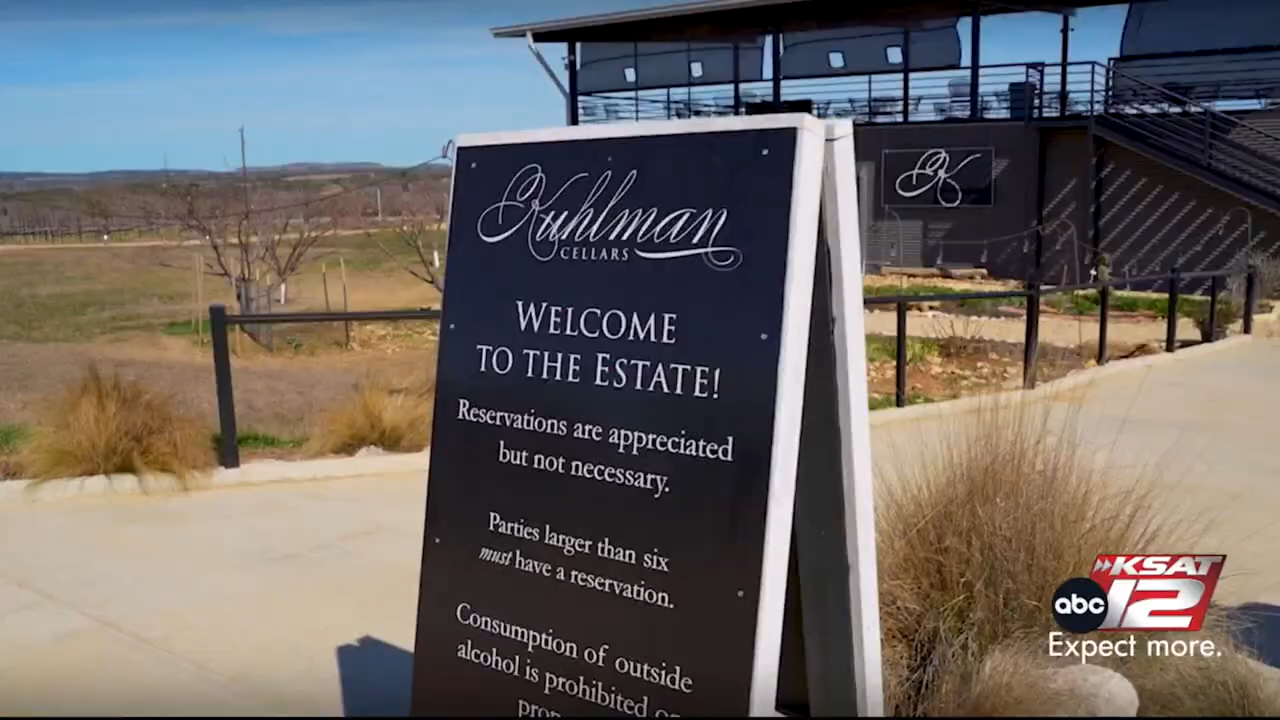 Kuhlman
CELLARS
WELCOME
TO THE ESTATE!
Reservations are appreciated
but not necessary.
Parties larger than six
must have a reservation.
Consumption of outside
alcohol is prohibited
K
KSAT
abc 12
Expect more.